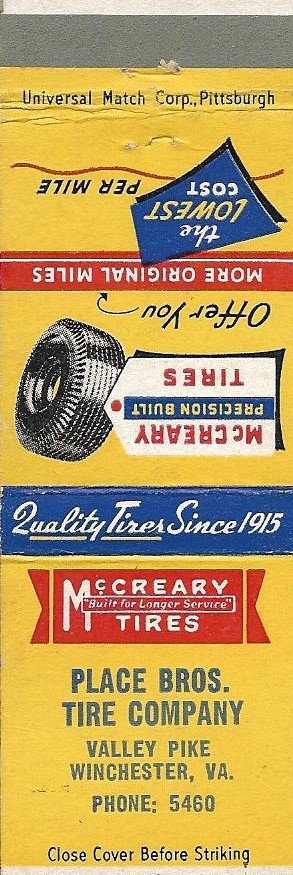 Universal Match Corp., Pittsburgh
McCREARY
PRECISION BUILT
TIRES
Offer You
MORE ORIGINAL MILES
the
LOWEST
COST
PER MILE
Quality Tires Since 1915
McCREARY
"Built for Longer Service"
TIRES
PLACE BROS.
TIRE COMPANY
VALLEY PIKE
WINCHESTER, VA.
PHONE: 5460
Close Cover Before Striking